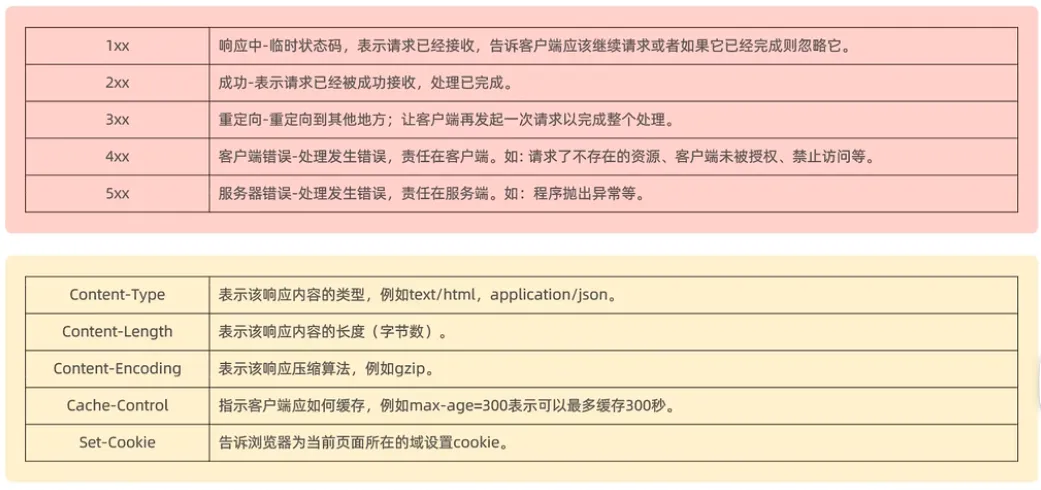 1xx 响应中-临时状态码，表示请求已经接收，告诉客户端应该继续请求或者如果它已经完成则忽略它。
2xx 成功-表示请求已经被成功接收，处理已完成。
3xx 重定向-重定向到其他地方；让客户端再发起一次请求以完成整个处理。
4xx 客户端错误-处理发生错误，责任在客户端。如：请求了不存在的资源、客户端未被授权、禁止访问等。
5xx 服务器错误-处理发生错误，责任在服务端。如：程序抛出异常等。
Content-Type 表示该响应内容的类型，例如text/html，application/json。
Content-Length 表示该响应内容的长度（字节数）。
Content-Encoding 表示该响应压缩算法，例如gzip。
Cache-Control 指示客户端应如何缓存，例如max-age=300表示可以最多缓存300秒。
Set-Cookie 告诉浏览器为当前页面所在的域设置cookie。